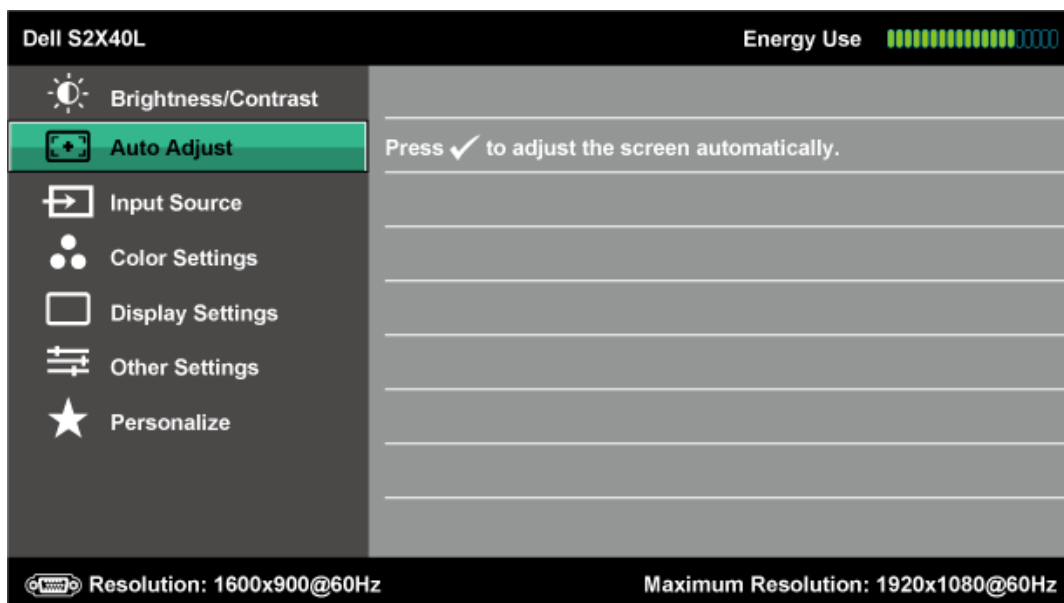 Dell S2X40L Energy Use
Brightness/Contrast
Auto Adjust Press ✓ to adjust the screen automatically.
Input Source
Color Settings
Display Settings
Other Settings
Personalize
Resolution: 1600x900@60Hz Maximum Resolution: 1920x1080@60Hz